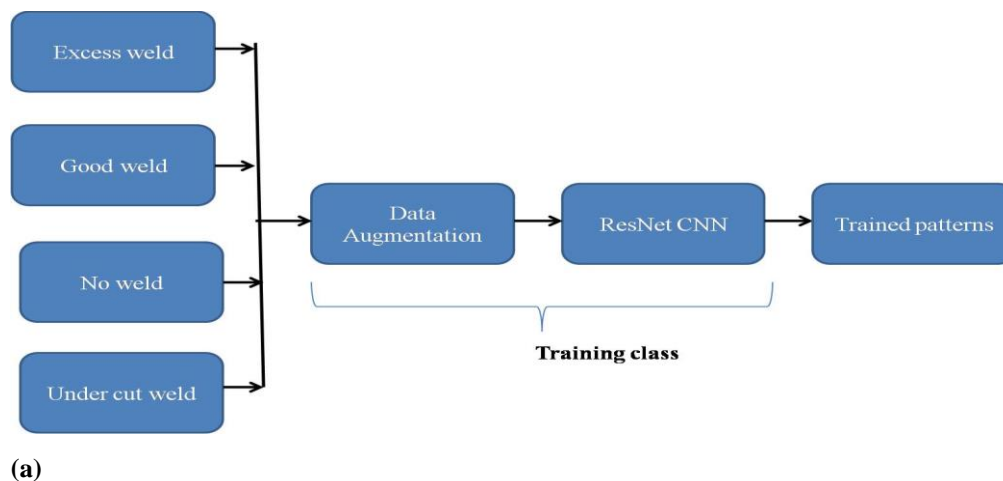 Excess weld
Good weld
No weld
Under cut weld
Data
Augmentation
ResNet CNN
Trained patterns
Training class
(a)